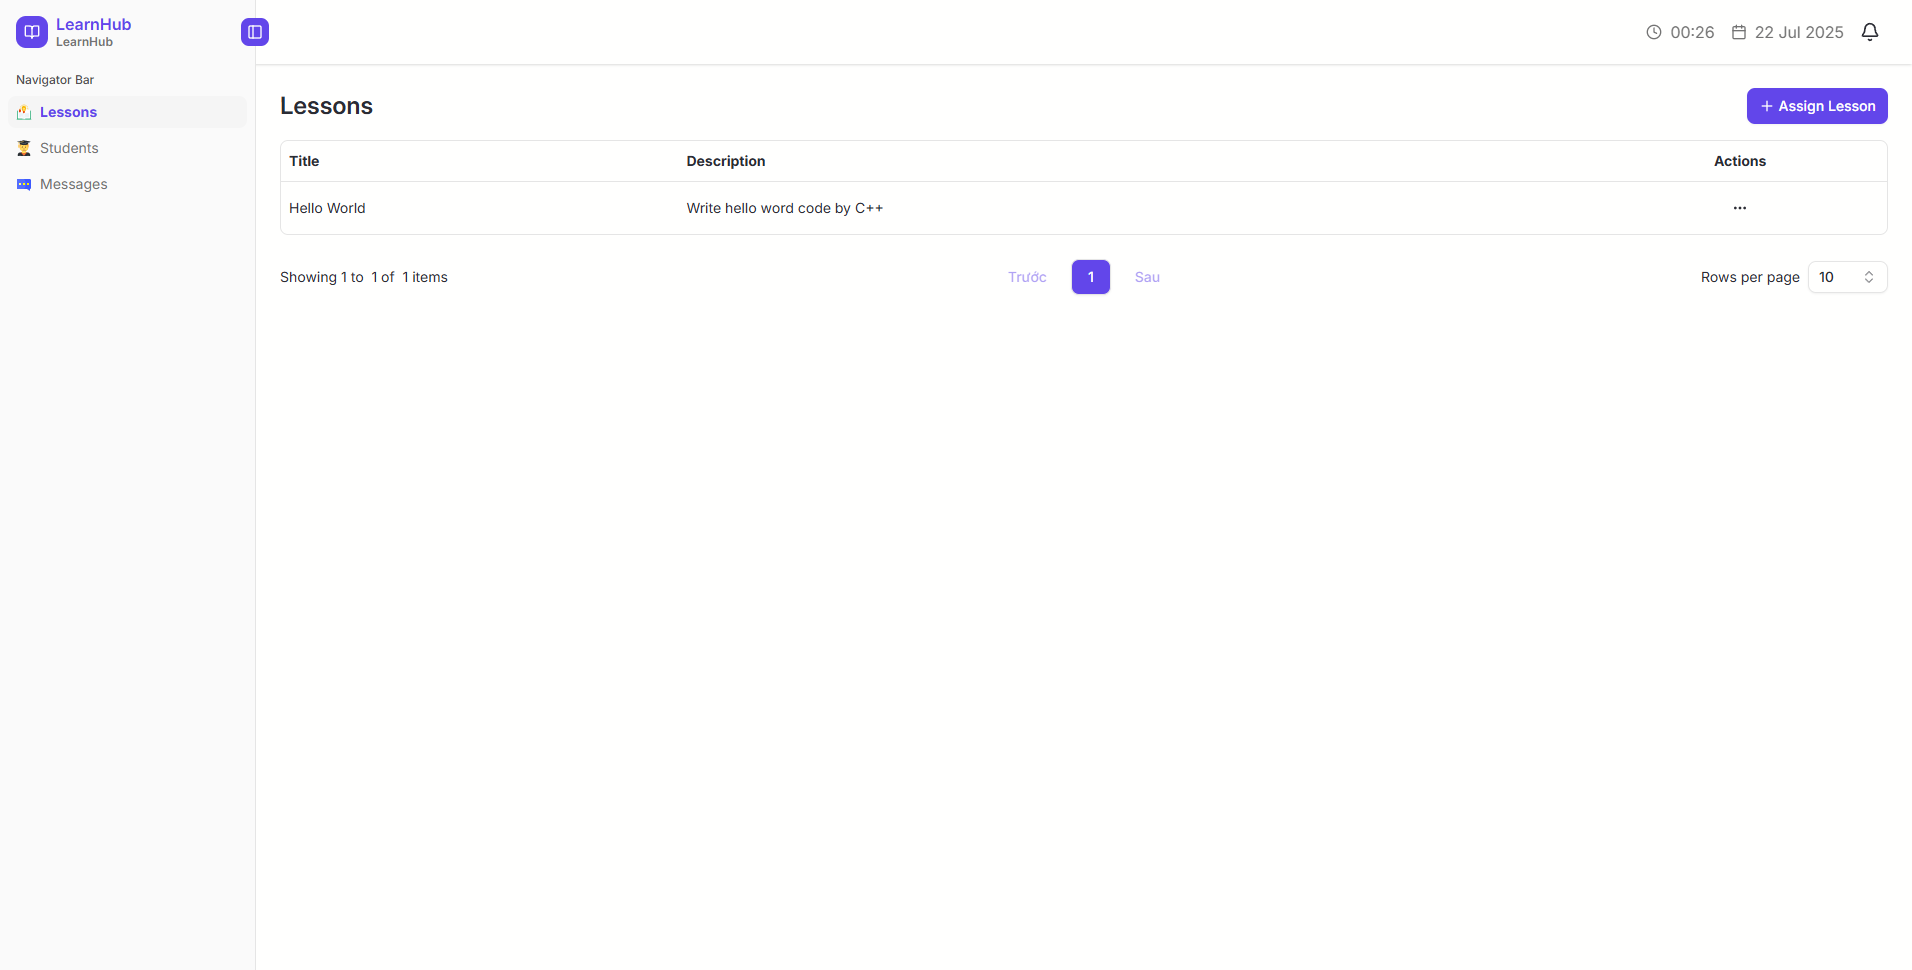 LearnHub
LearnHub
00:26 22 Jul 2025
Navigator Bar
Lessons
Students
Messages
Lessons
+ Assign Lesson
Title Description Actions
Hello World Write hello word code by C++ ...
Showing 1 to 1 of 1 items Trước 1 Sau Rows per page 10